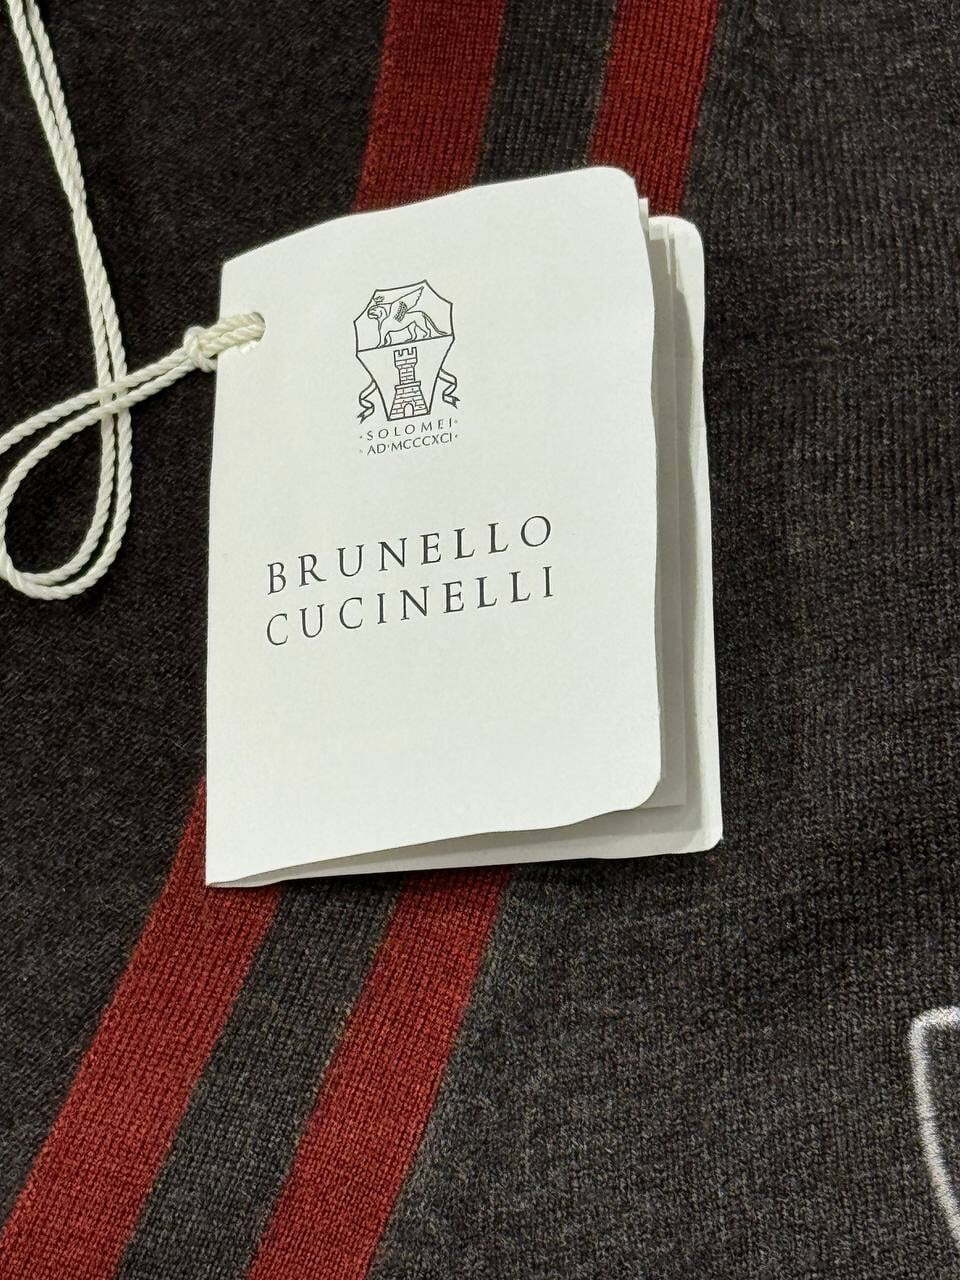 ·SOLOMEI·
·AD·MCCCXCI·
BRUNELLO
CUCINELLI